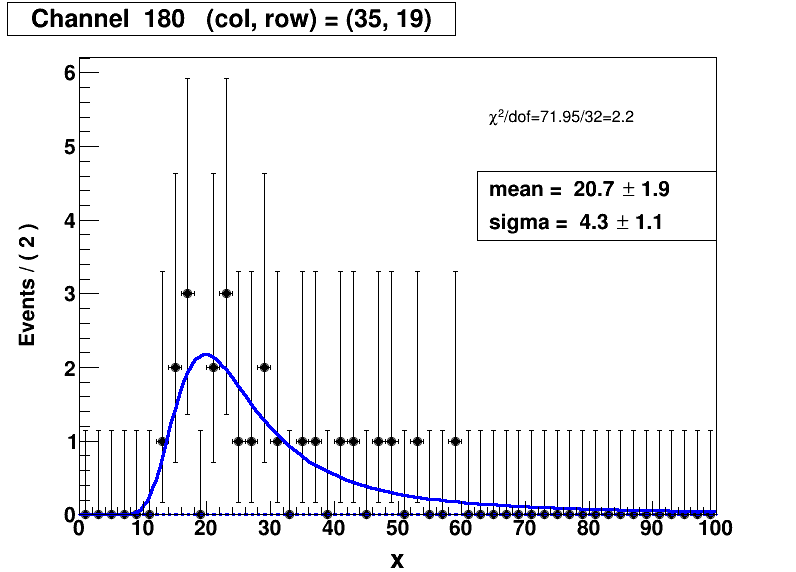 Channel 180 (col, row) = (35, 19)
χ²/dof=71.95/32=2.2
mean = 20.7 ± 1.9
sigma = 4.3 ± 1.1
Events / ( 2 )
6
5
4
3
2
1
0
0 10 20 30 40 50 60 70 80 90 100
x